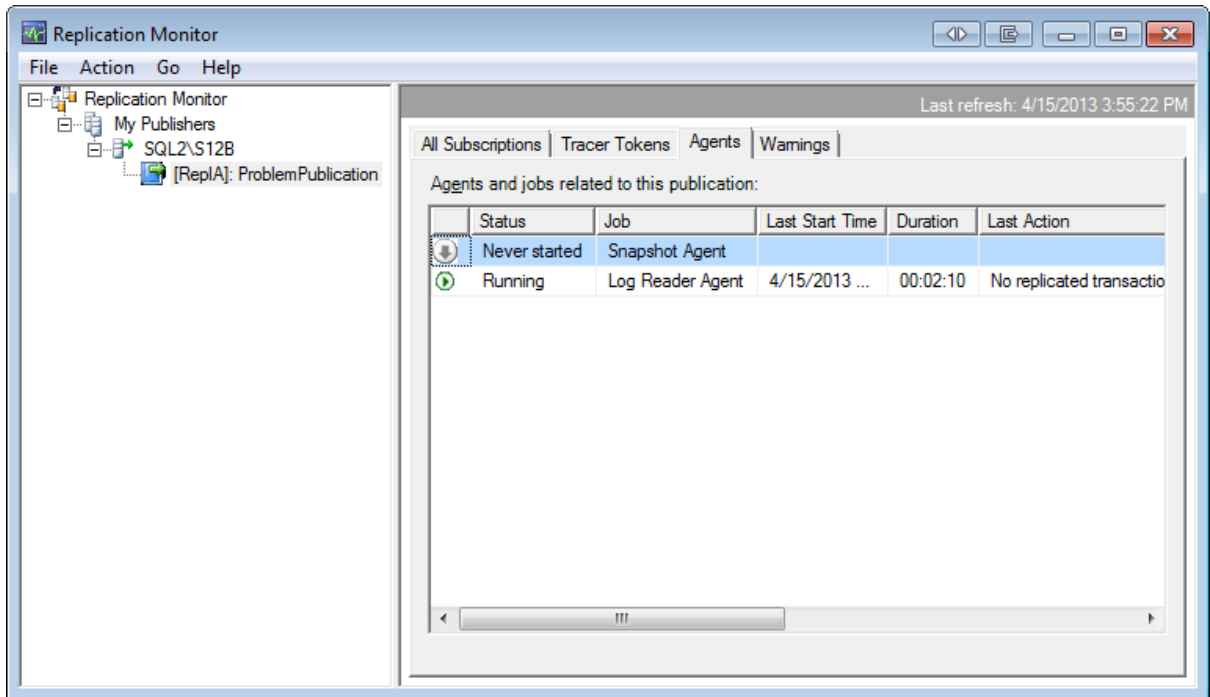 Replication Monitor
File Action Go Help
Replication Monitor
My Publishers
SQL2\S12B
[ReplA]: ProblemPublication
Last refresh: 4/15/2013 3:55:22 PM
All Subscriptions Tracer Tokens Agents Warnings
Agents and jobs related to this publication:
Status Job Last Start Time Duration Last Action
Never started Snapshot Agent
Running Log Reader Agent 4/15/2013 ... 00:02:10 No replicated transactio